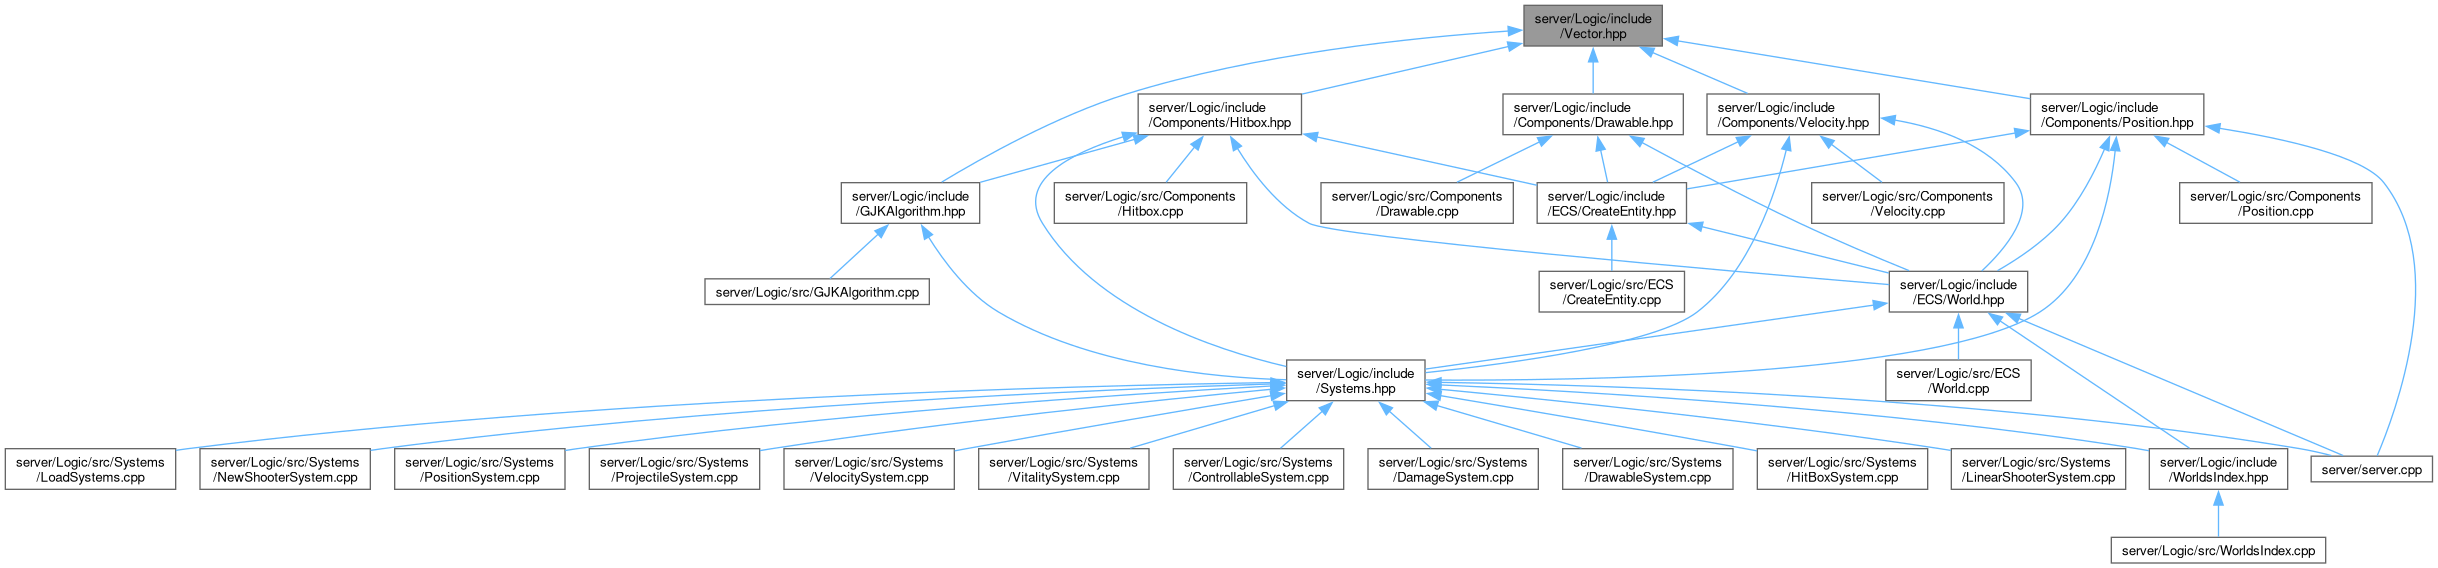 server/Logic/include
/Vector.hpp
server/Logic/include
/Components/Hitbox.hpp
server/Logic/include
/Components/Drawable.hpp
server/Logic/include
/Components/Velocity.hpp
server/Logic/include
/Components/Position.hpp
server/Logic/include
/GJKAlgorithm.hpp
server/Logic/src/Components
/Hitbox.cpp
server/Logic/src/Components
/Drawable.cpp
server/Logic/include
/ECS/CreateEntity.hpp
server/Logic/src/Components
/Velocity.cpp
server/Logic/src/Components
/Position.cpp
server/Logic/src/GJKAlgorithm.cpp
server/Logic/src/ECS
/CreateEntity.cpp
server/Logic/include
/ECS/World.hpp
server/Logic/include
/Systems.hpp
server/Logic/src/ECS
/World.cpp
server/Logic/src/Systems
/LoadSystems.cpp
server/Logic/src/Systems
/NewShooterSystem.cpp
server/Logic/src/Systems
/PositionSystem.cpp
server/Logic/src/Systems
/ProjectileSystem.cpp
server/Logic/src/Systems
/VelocitySystem.cpp
server/Logic/src/Systems
/VitalitySystem.cpp
server/Logic/src/Systems
/ControllableSystem.cpp
server/Logic/src/Systems
/DamageSystem.cpp
server/Logic/src/Systems
/DrawableSystem.cpp
server/Logic/src/Systems
/HitBoxSystem.cpp
server/Logic/src/Systems
/LinearShooterSystem.cpp
server/Logic/include
/WorldsIndex.hpp
server/server.cpp
server/Logic/src/WorldsIndex.cpp